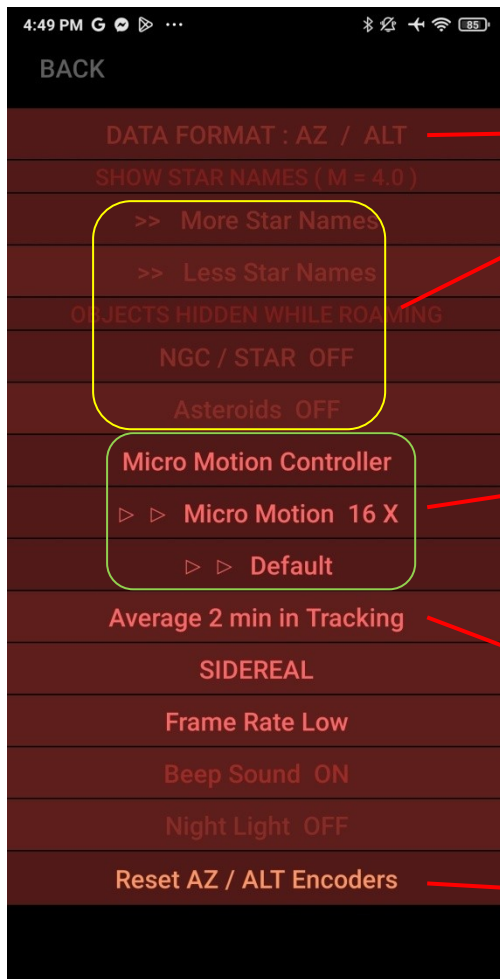 4:49 PM G ...
85
BACK
DATA FORMAT : AZ / ALT
SHOW STAR NAMES ( M = 4.0 )
>> More Star Names
>> Less Star Names
OBJECTS HIDDEN WHILE ROAMING
NGC / STAR OFF
Asteroids OFF
Micro Motion Controller
▷ ▷ Micro Motion 16 X
▷ ▷ Default
Average 2 min in Tracking
SIDEREAL
Frame Rate Low
Beep Sound ON
Night Light OFF
Reset AZ / ALT Encoders